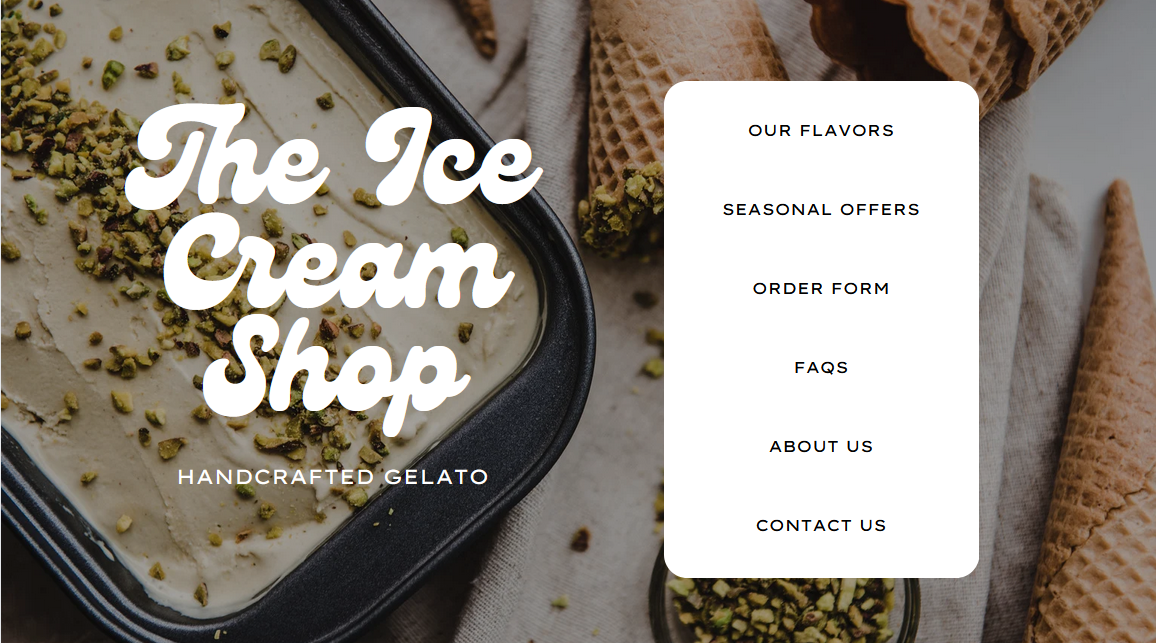 The Ice
Cream
Shop
HANDCRAFTED GELATO
OUR FLAVORS
SEASONAL OFFERS
ORDER FORM
FAQS
ABOUT US
CONTACT US